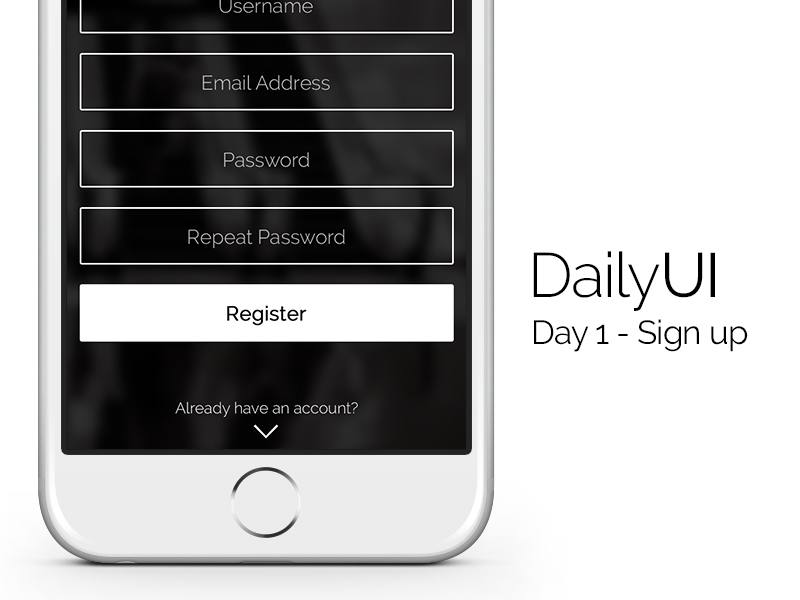 Username
Email Address
Password
Repeat Password
Register
Already have an account?
DailyUI
Day 1 - Sign up